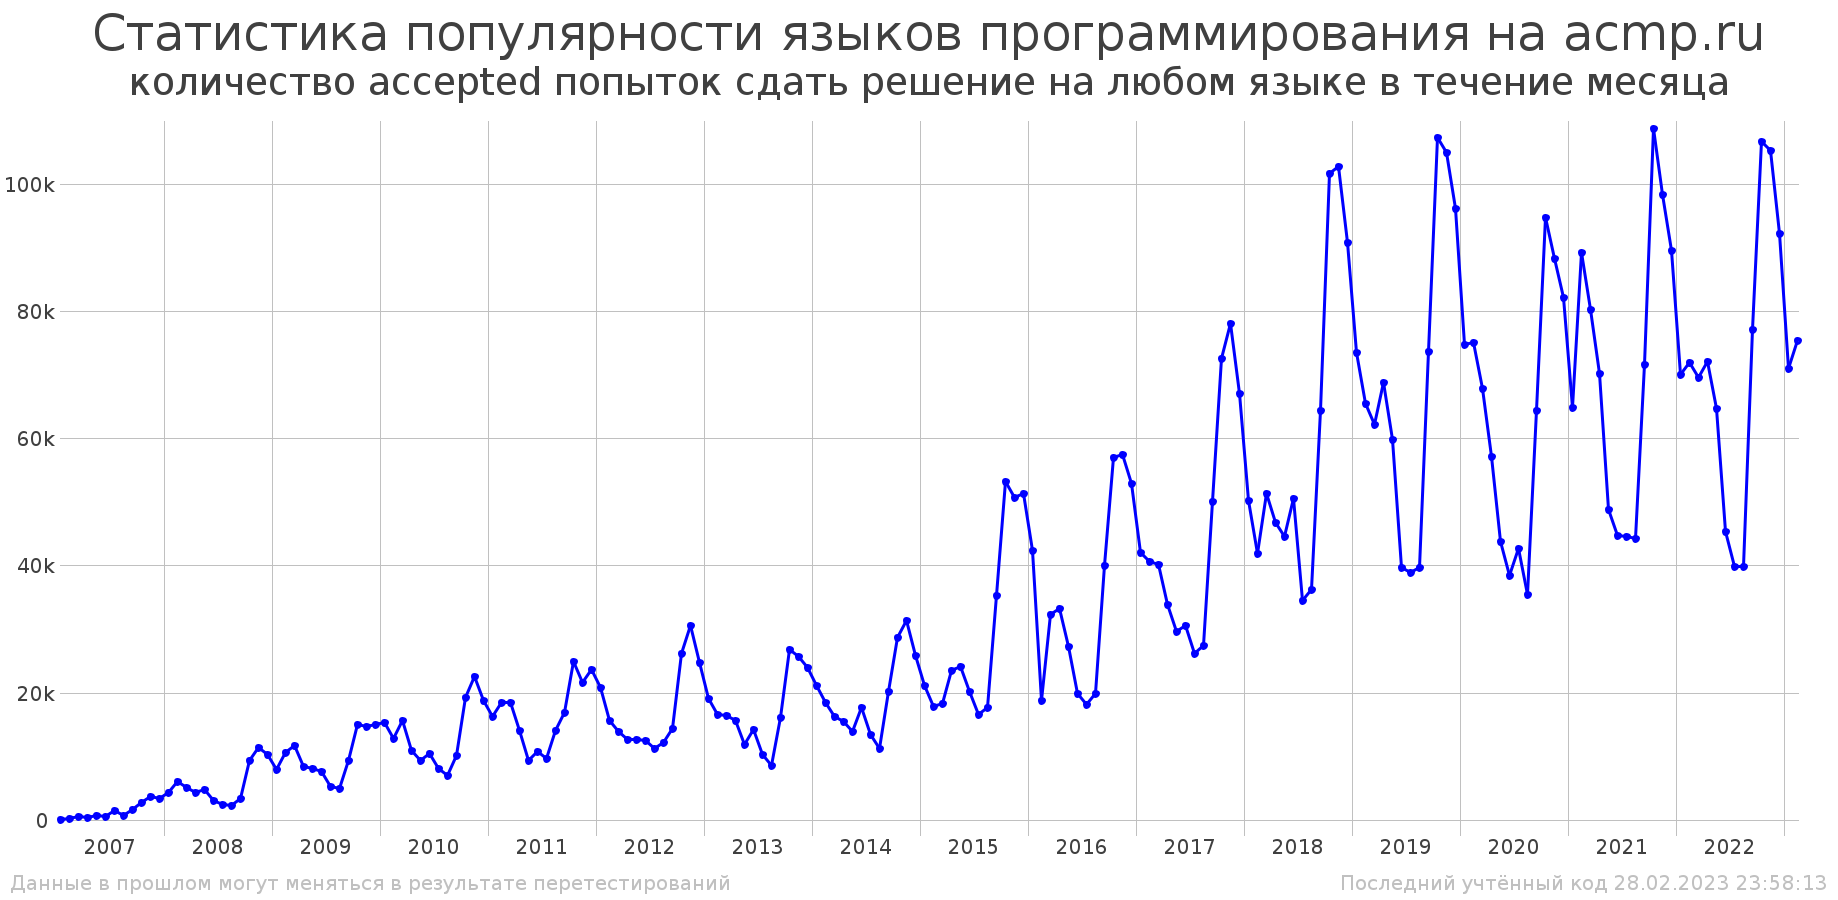 Статистика популярности языков программирования на acmp.ru
количество accepted попыток сдать решение на любом языке в течение месяца
100k
80k
60k
40k
20k
0
2007 2008 2009 2010 2011 2012 2013 2014 2015 2016 2017 2018 2019 2020 2021 2022
Данные в прошлом могут меняться в результате перетестирований
Последний учтённый код 28.02.2023 23:58:13